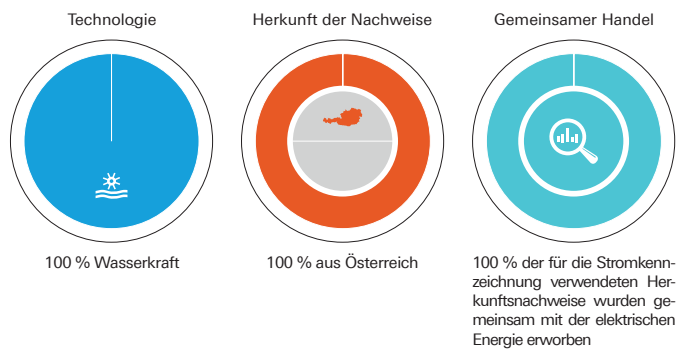 Technologie
Herkunft der Nachweise
Gemeinsamer Handel
100 % Wasserkraft
100 % aus Österreich
100 % der für die Stromkenn-
zeichnung verwendeten Her-
kunftsnachweise wurden ge-
meinsam mit der elektrischen
Energie erworben